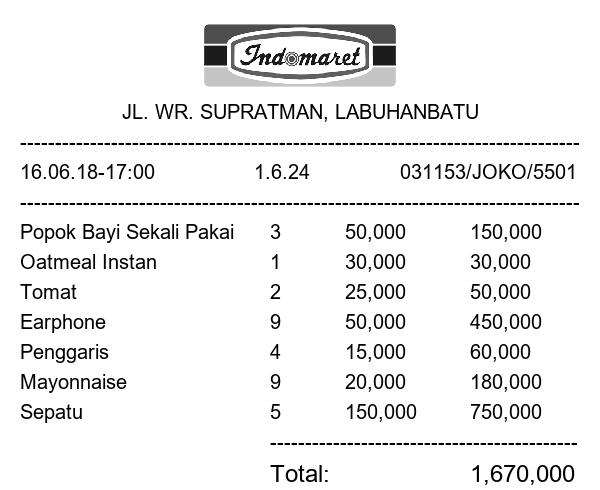 Indomaret
JL. WR. SUPRATMAN, LABUHANBATU
16.06.18-17:00 1.6.24 031153/JOKO/5501
Popok Bayi Sekali Pakai 3 50,000 150,000
Oatmeal Instan 1 30,000 30,000
Tomat 2 25,000 50,000
Earphone 9 50,000 450,000
Penggaris 4 15,000 60,000
Mayonnaise 9 20,000 180,000
Sepatu 5 150,000 750,000
Total: 1,670,000